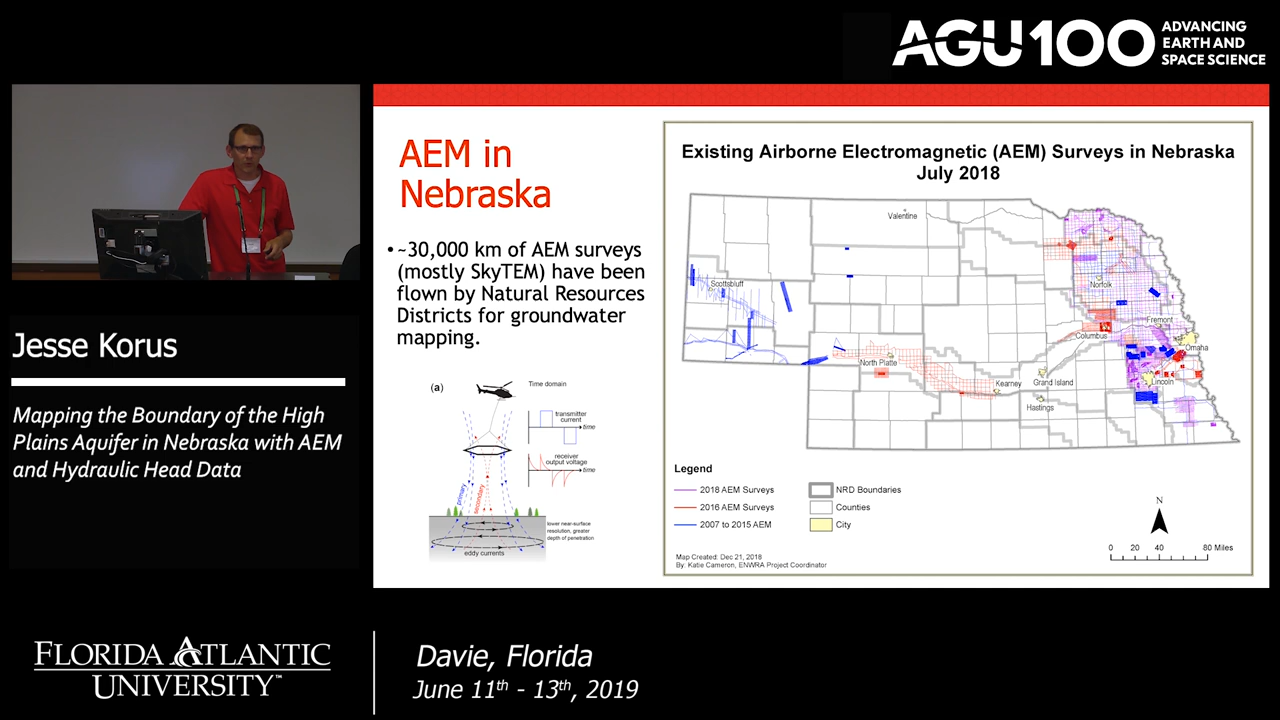 AGU100
ADVANCING
EARTH AND
SPACE SCIENCE
AEM in
Nebraska
• ~30,000 km of AEM surveys
(mostly SkyTEM) have been
flown by Natural Resources
Districts for groundwater
mapping.
(a)
Time domain
transmitter
current
time
receiver
output voltage
time
primary
secondary
lower near-surface
resolution, greater
depth of penetration
eddy currents
Existing Airborne Electromagnetic (AEM) Surveys in Nebraska
July 2018
Valentine
Scottsbluff
Norfolk
Fremont
Columbus
Omaha
North Platte
Kearney
Grand Island
Lincoln
Hastings
Legend
2018 AEM Surveys
2016 AEM Surveys
2007 to 2015 AEM
NRD Boundaries
Counties
City
N
0 20 40 80 Miles
Map Created: Dec 21, 2018
By: Katie Cameron, ENWRA Project Coordinator
Jesse Korus
Mapping the Boundary of the High
Plains Aquifer in Nebraska with AEM
and Hydraulic Head Data
FLORIDA ATLANTIC
UNIVERSITY™
Davie, Florida
June 11th - 13th, 2019